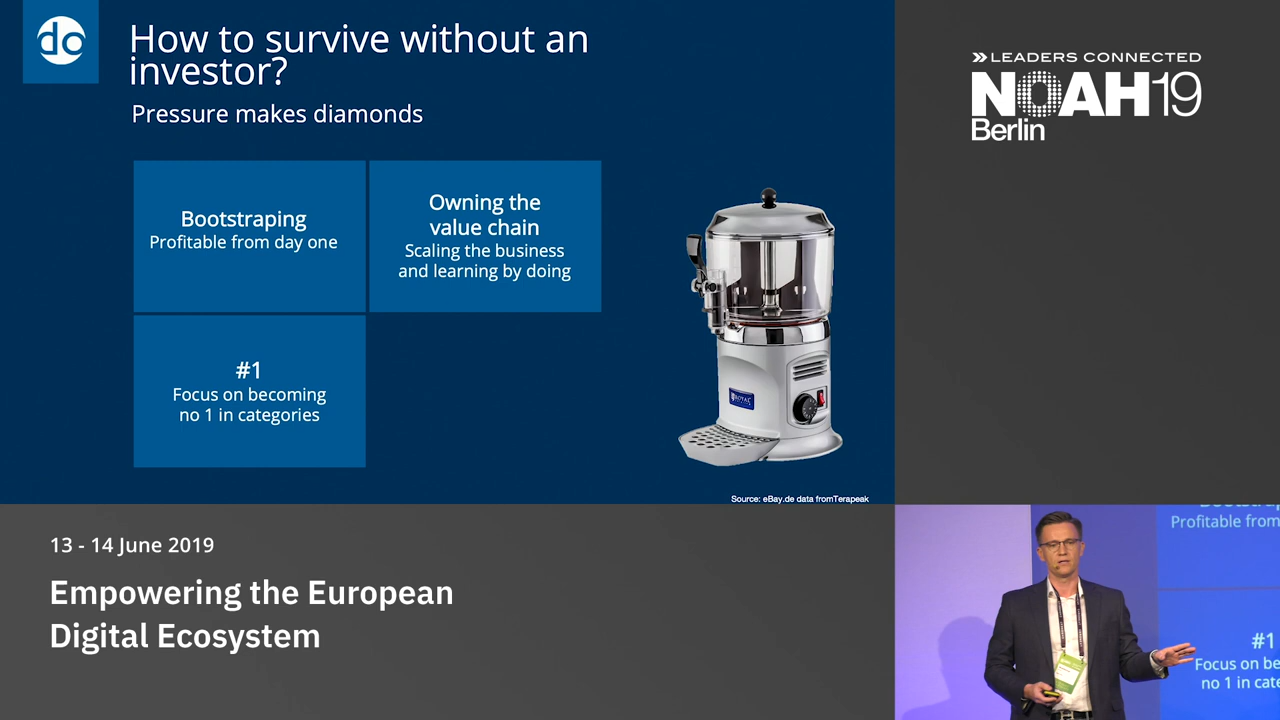 do
How to survive without an
investor?
Pressure makes diamonds
Bootstraping
Profitable from day one
Owning the
value chain
Scaling the business
and learning by doing
#1
Focus on becoming
no 1 in categories
ROYAL
Source: eBay.de data fromTerapeak
LEADERS CONNECTED
NOAH19
Berlin
13 - 14 June 2019
Empowering the European
Digital Ecosystem
Profitable from
#1
Focus on be
no 1 in cate